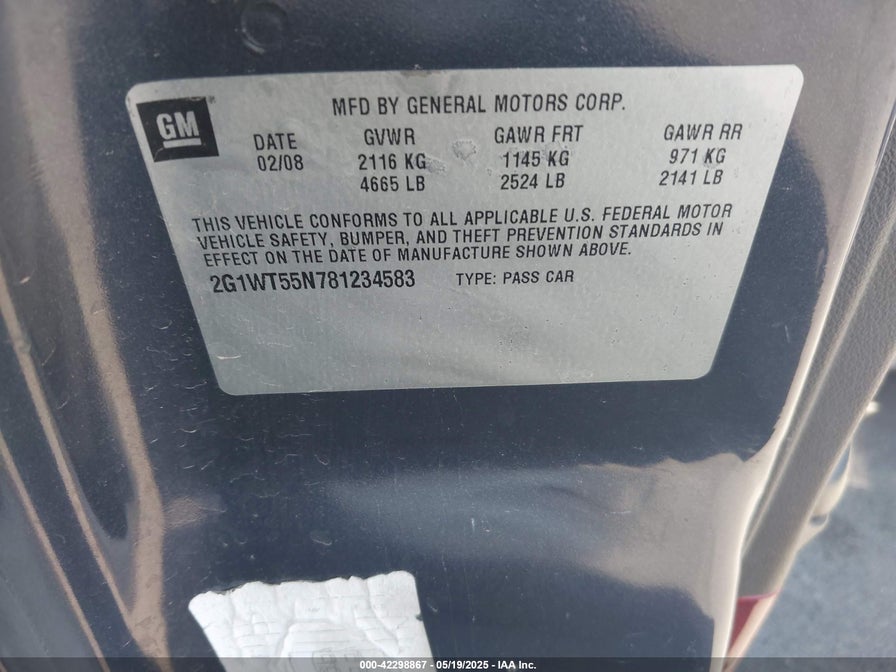 GM
MFD BY GENERAL MOTORS CORP.
DATE GVWR GAWR FRT GAWR RR
02/08 2116 KG 1145 KG 971 KG
4665 LB 2524 LB 2141 LB
THIS VEHICLE CONFORMS TO ALL APPLICABLE U.S. FEDERAL MOTOR
VEHICLE SAFETY, BUMPER, AND THEFT PREVENTION STANDARDS IN
EFFECT ON THE DATE OF MANUFACTURE SHOWN ABOVE.
2G1WT55N781234583 TYPE: PASS CAR
000-42298867 - 05/19/2025 - IAA Inc.